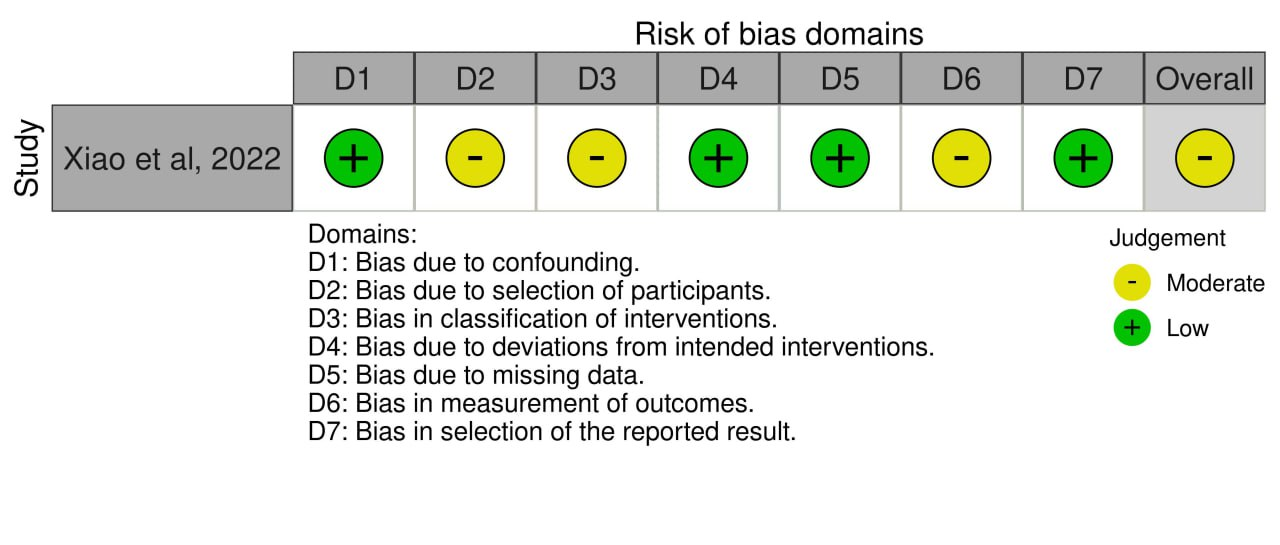 Risk of bias domains
D1 D2 D3 D4 D5 D6 D7 Overall
Study
Xiao et al, 2022 + - - + + - + -
Domains:
D1: Bias due to confounding.
D2: Bias due to selection of participants.
D3: Bias in classification of interventions.
D4: Bias due to deviations from intended interventions.
D5: Bias due to missing data.
D6: Bias in measurement of outcomes.
D7: Bias in selection of the reported result.
Judgement
- Moderate
+ Low